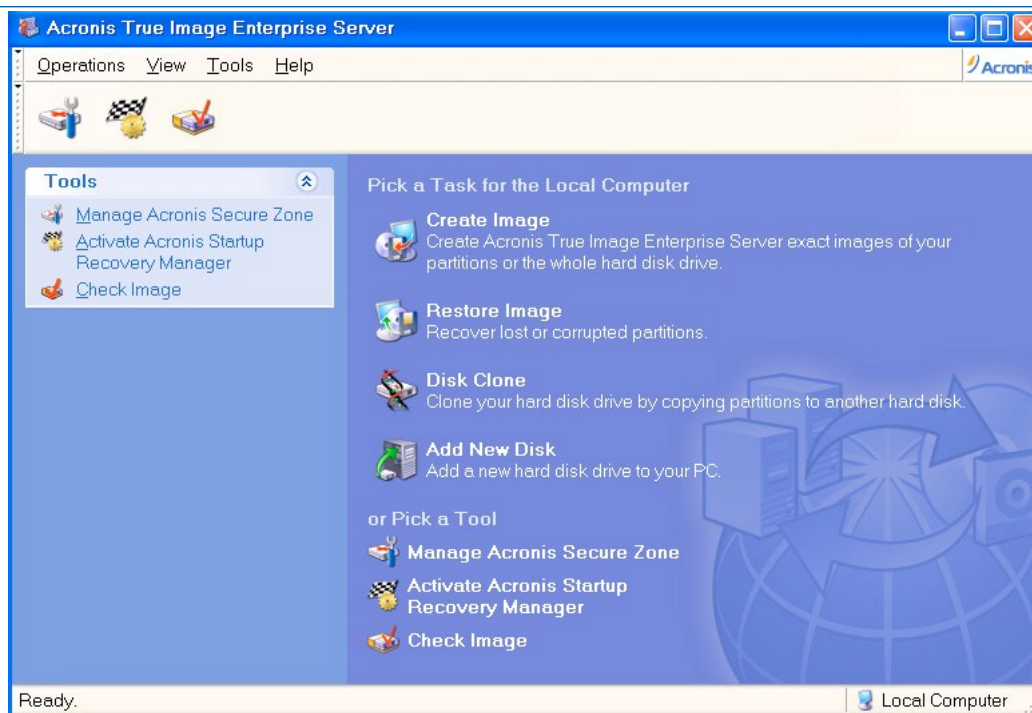 Acronis True Image Enterprise Server
Operations View Tools Help
Acronis
Tools
Manage Acronis Secure Zone
Activate Acronis Startup
Recovery Manager
Check Image
Pick a Task for the Local Computer
Create Image
Create Acronis True Image Enterprise Server exact images of your
partitions or the whole hard disk drive.
Restore Image
Recover lost or corrupted partitions.
Disk Clone
Clone your hard disk drive by copying partitions to another hard disk.
Add New Disk
Add a new hard disk drive to your PC.
or Pick a Tool
Manage Acronis Secure Zone
Activate Acronis Startup
Recovery Manager
Check Image
Ready.
Local Computer